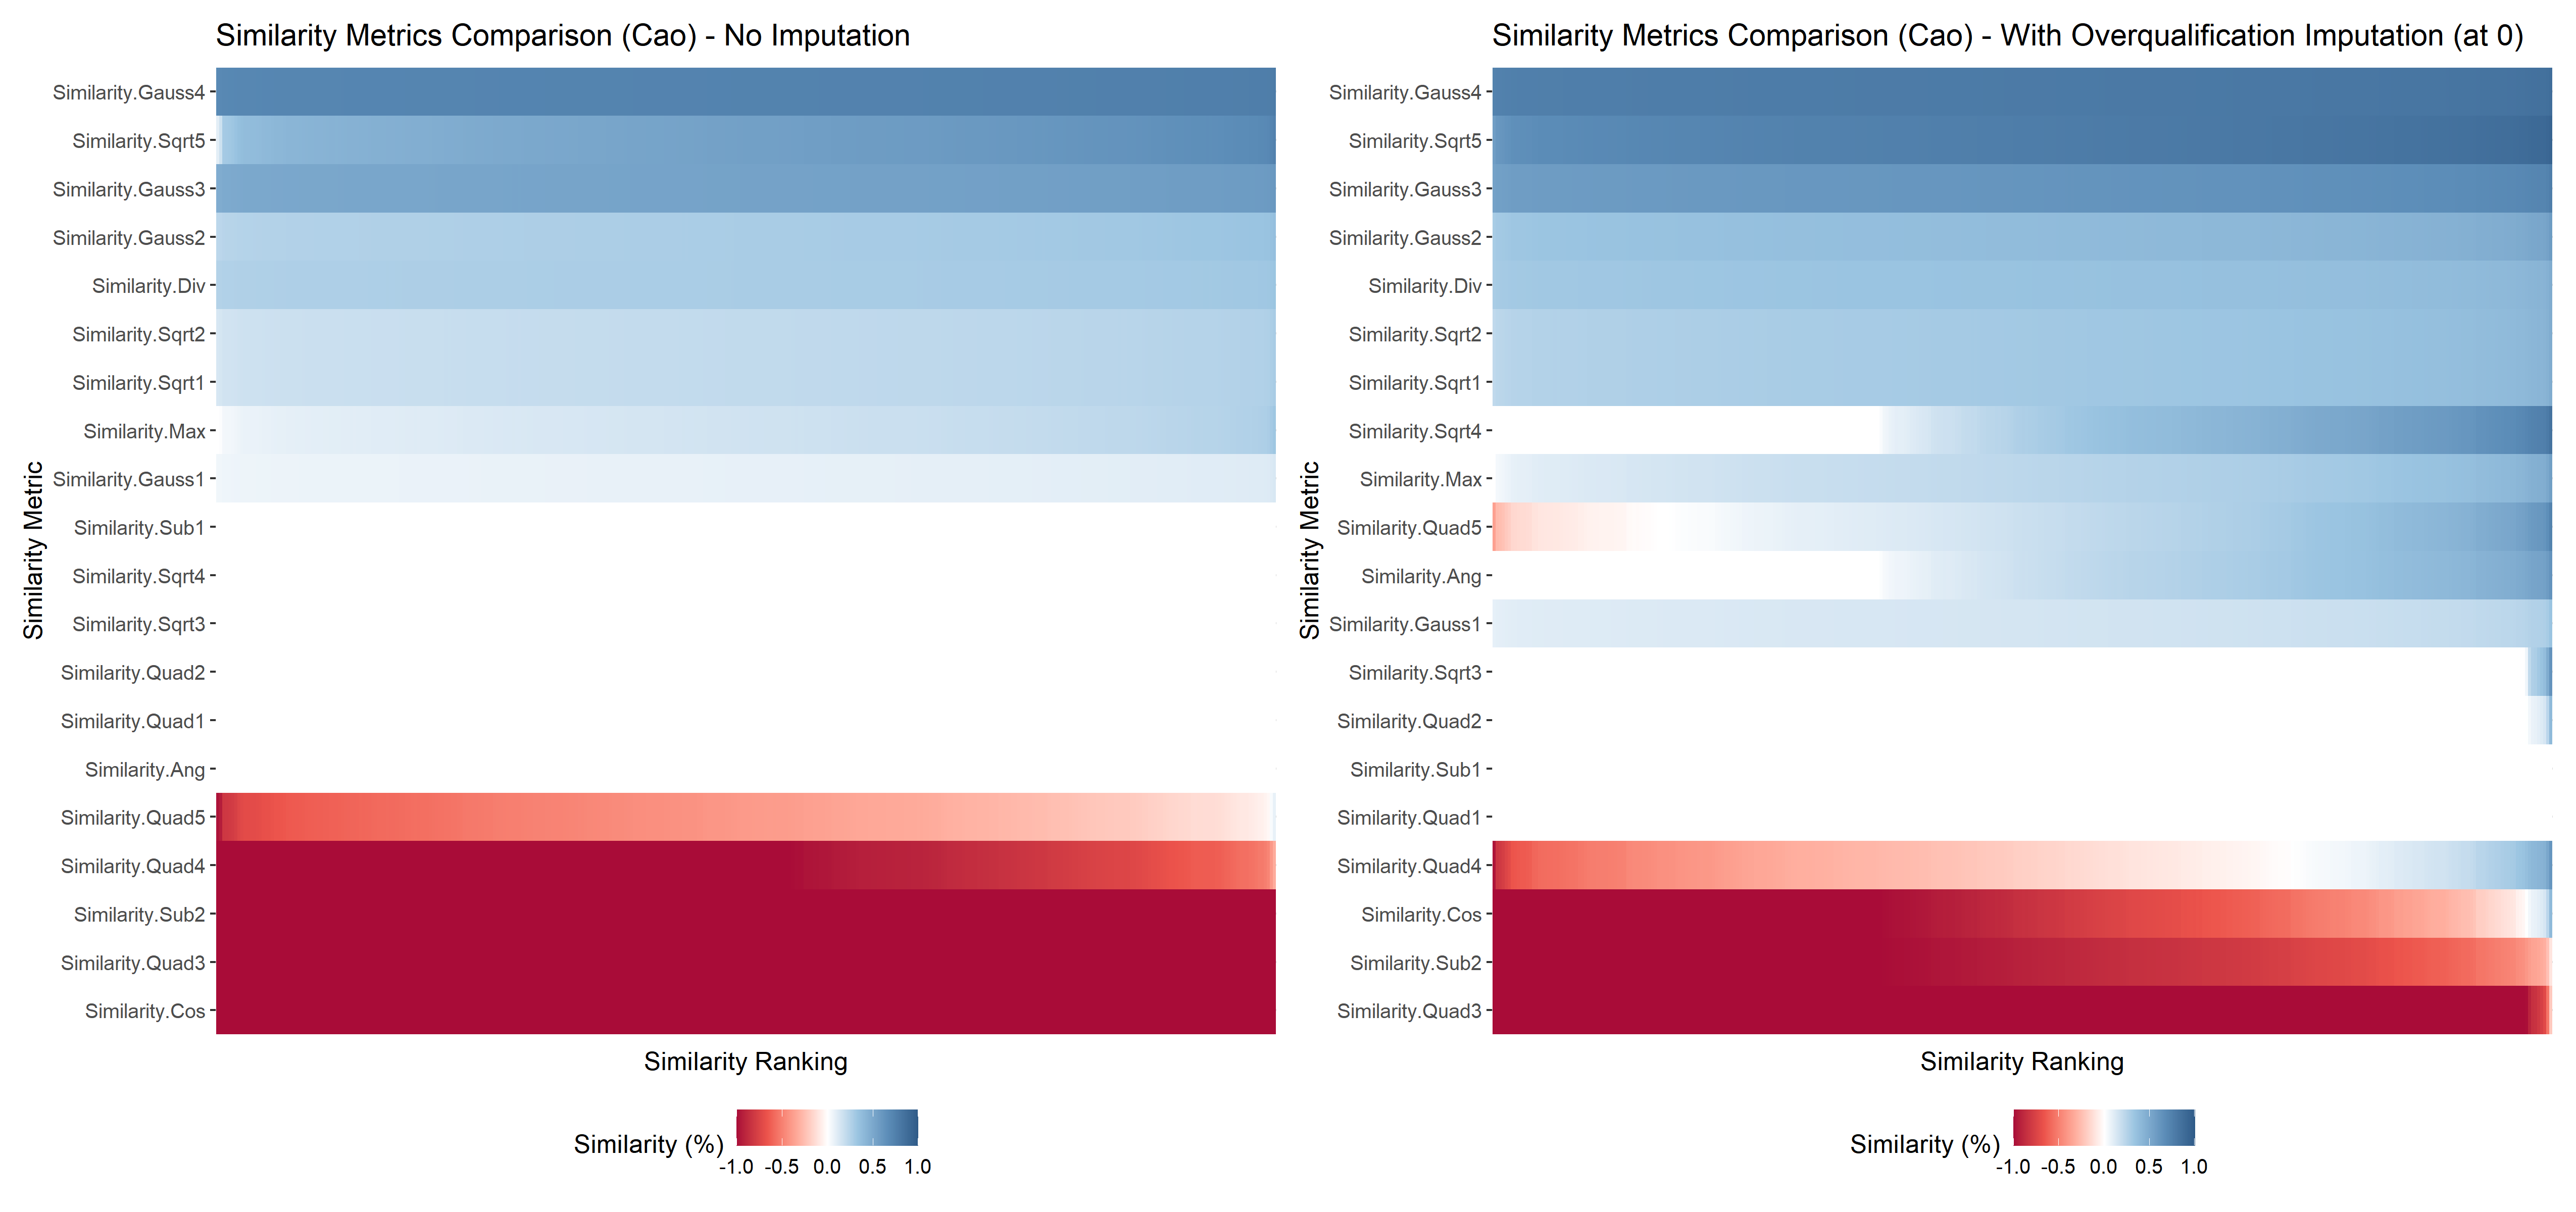 Similarity Metrics Comparison (Cao) - No Imputation
Similarity Metric
Similarity.Gauss4
Similarity.Sqrt5
Similarity.Gauss3
Similarity.Gauss2
Similarity.Div
Similarity.Sqrt2
Similarity.Sqrt1
Similarity.Max
Similarity.Gauss1
Similarity.Sub1
Similarity.Sqrt4
Similarity.Sqrt3
Similarity.Quad2
Similarity.Quad1
Similarity.Ang
Similarity.Quad5
Similarity.Quad4
Similarity.Sub2
Similarity.Quad3
Similarity.Cos
Similarity Ranking
Similarity (%)
-1.0 -0.5 0.0 0.5 1.0
Similarity Metrics Comparison (Cao) - With Overqualification Imputation (at 0)
Similarity Metric
Similarity.Gauss4
Similarity.Sqrt5
Similarity.Gauss3
Similarity.Gauss2
Similarity.Div
Similarity.Sqrt2
Similarity.Sqrt1
Similarity.Sqrt4
Similarity.Max
Similarity.Quad5
Similarity.Ang
Similarity.Gauss1
Similarity.Sqrt3
Similarity.Quad2
Similarity.Sub1
Similarity.Quad1
Similarity.Quad4
Similarity.Cos
Similarity.Sub2
Similarity.Quad3
Similarity Ranking
Similarity (%)
-1.0 -0.5 0.0 0.5 1.0